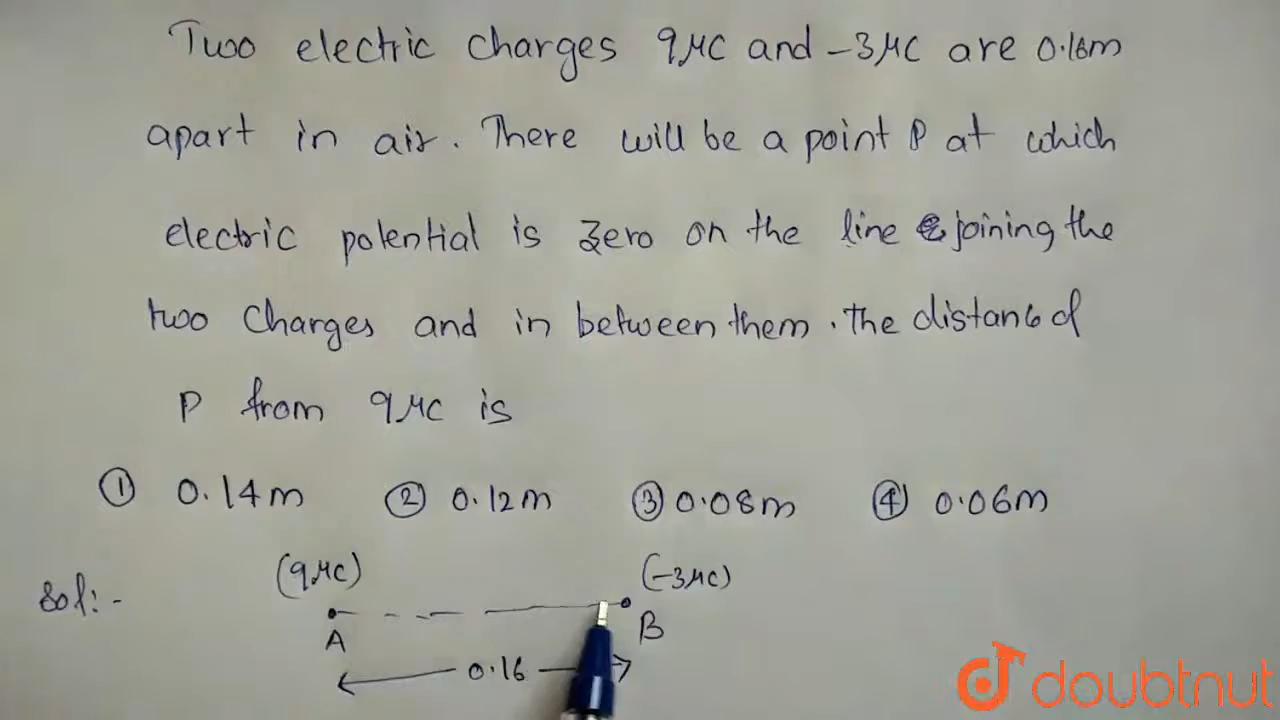 Two electric charges 9μC and -3μC are 0.16m
apart in air. There will be a point P at which
electric potential is zero on the line joining the
two charges and in between them. the distance of
P from 9μC is
① 0.14m ② 0.12m ③ 0.08m ④ 0.06m
Sol:- (9μC) (-3μC)
A B
0.16
doubtnut